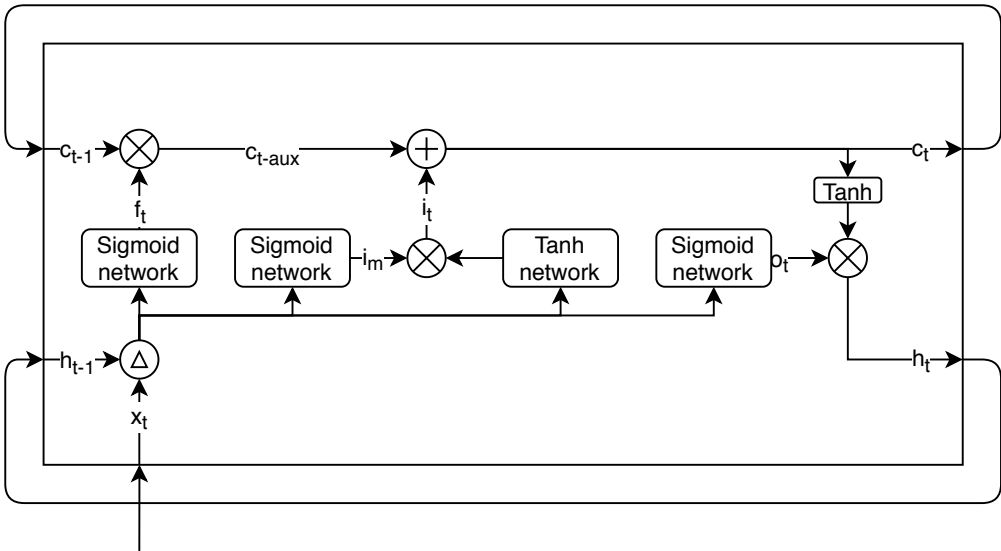 c_{t-1}
c_{t-aux}
c_t
Tanh
f_t
i_t
Sigmoid
network
Sigmoid
network
i_m
Tanh
network
Sigmoid
network
o_t
h_{t-1}
Δ
h_t
x_t